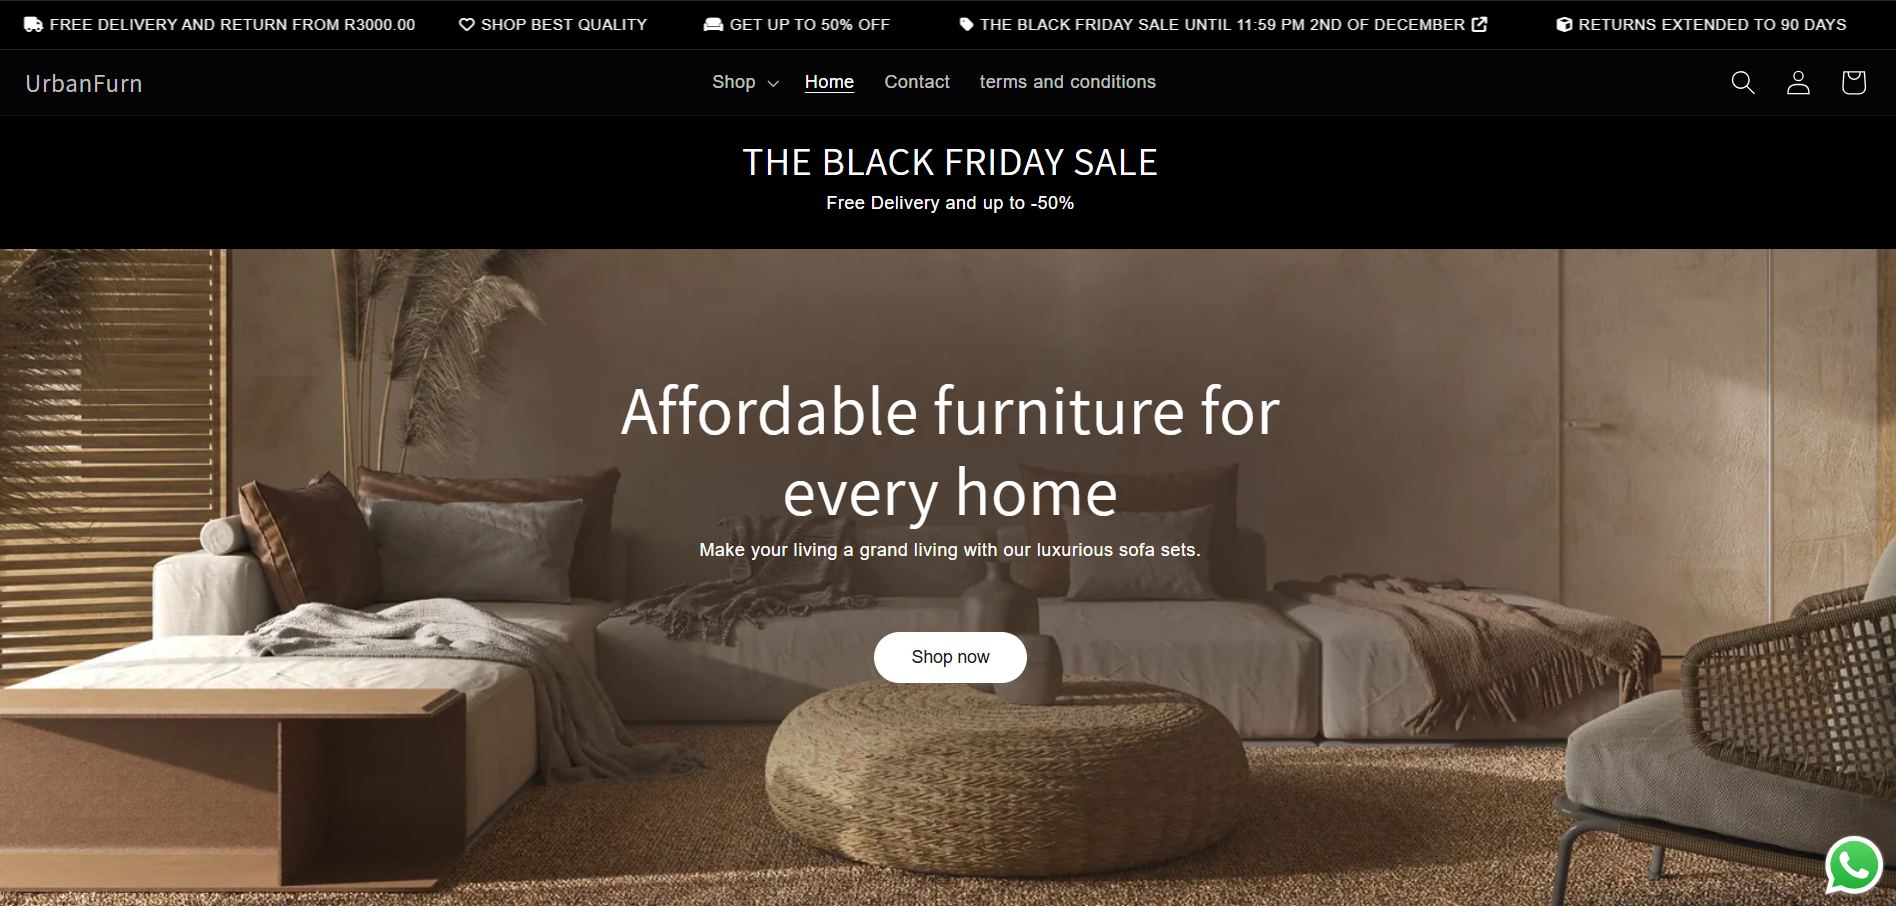 FREE DELIVERY AND RETURN FROM R3000.00 SHOP BEST QUALITY GET UP TO 50% OFF THE BLACK FRIDAY SALE UNTIL 11:59 PM 2ND OF DECEMBER RETURNS EXTENDED TO 90 DAYS
UrbanFurn Shop Home Contact terms and conditions
THE BLACK FRIDAY SALE
Free Delivery and up to -50%
Affordable furniture for
every home
Make your living a grand living with our luxurious sofa sets.
Shop now